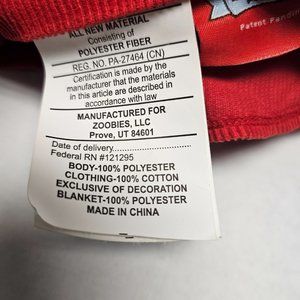 ALL NEW MATERIAL
Consisting of
POLYESTER FIBER
REG. NO. PA-27464 (CN)
Certification is made by the
manufacturer that the materials
in this article are described in
accordance with law
MANUFACTURED FOR
ZOOBIES, LLC
Prove, UT 84601
Date of delivery....................
Federal RN #121295
BODY-100% POLYESTER
CLOTHING-100% COTTON
EXCLUSIVE OF DECORATION
BLANKET-100% POLYESTER
MADE IN CHINA
Patent Pending